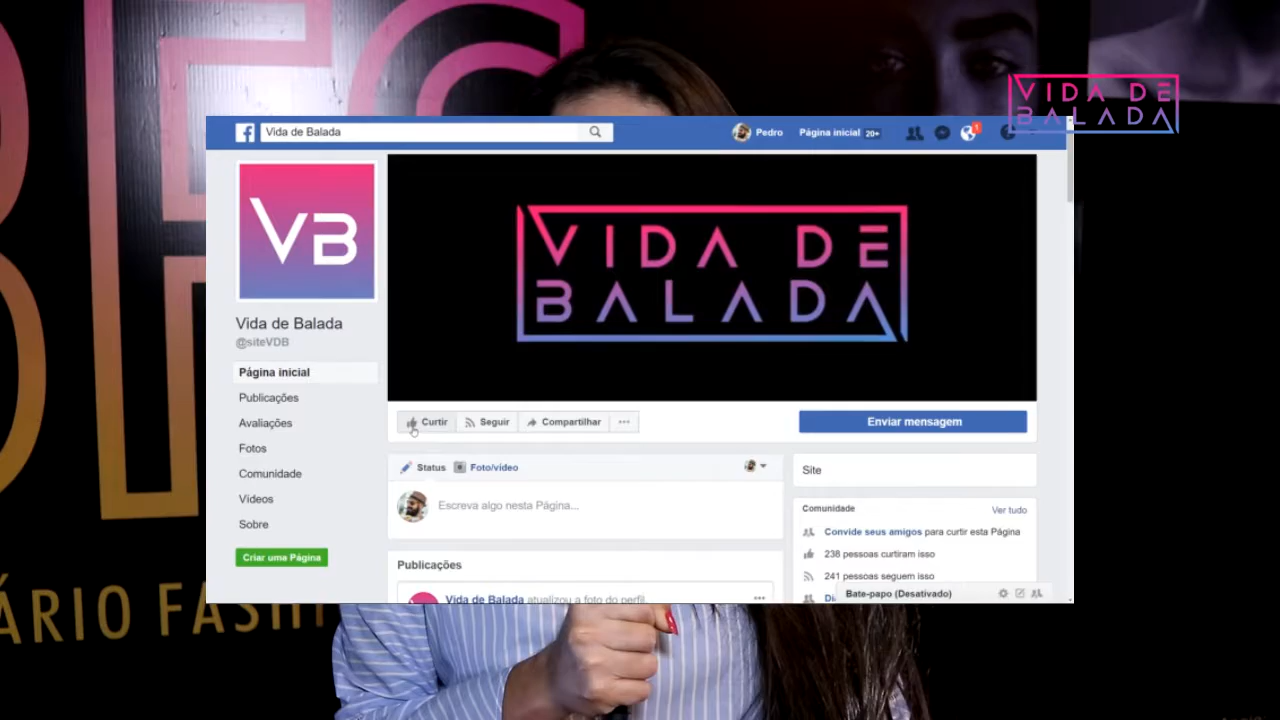 BFC
VIDA DE
BALADA
Vida de Balada
Pedro
Página inicial 20+
1
VB
VIDA DE
BALADA
Vida de Balada
@siteVDB
Página inicial
Publicações
Avaliações
Fotos
Comunidade
Vídeos
Sobre
Criar uma Página
Curtir
Seguir
Compartilhar
Enviar mensagem
Status
Foto/vídeo
Escreva algo nesta Página...
Site
Comunidade
Ver tudo
Convide seus amigos para curtir esta Página
238 pessoas curtiram isso
241 pessoas seguem isso
Publicações
Vida de Balada atualizou a foto do perfil.
Bate-papo (Desativado)
ÁRIO FASHI